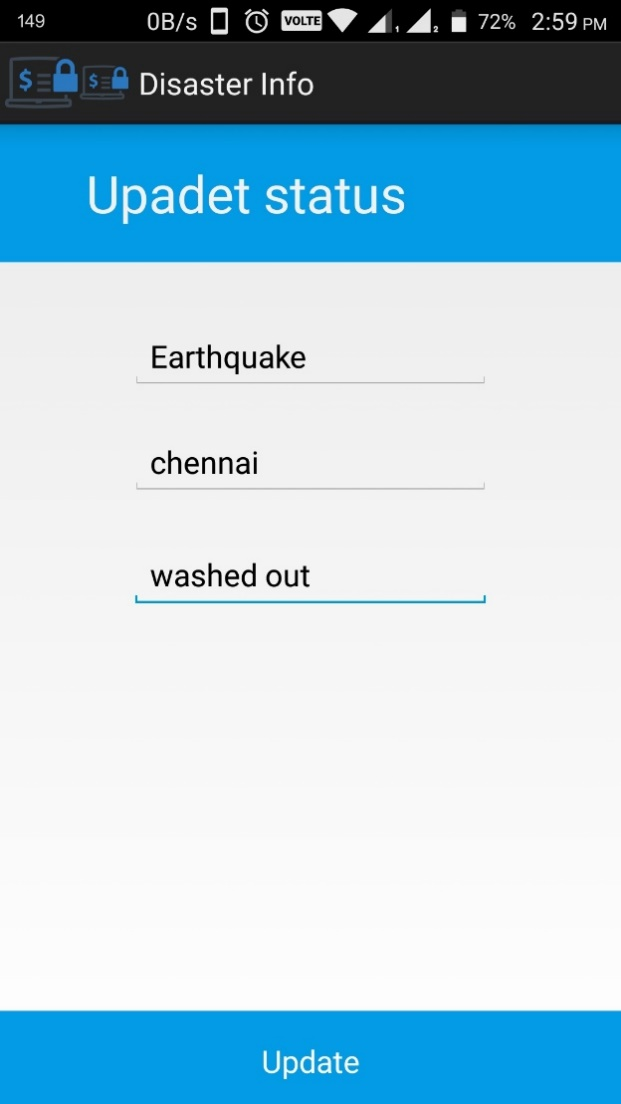 149 0B/s VOLTE 1 2 72% 2:59 PM
$ $ Disaster Info
Upadet status
Earthquake
chennai
washed out
Update